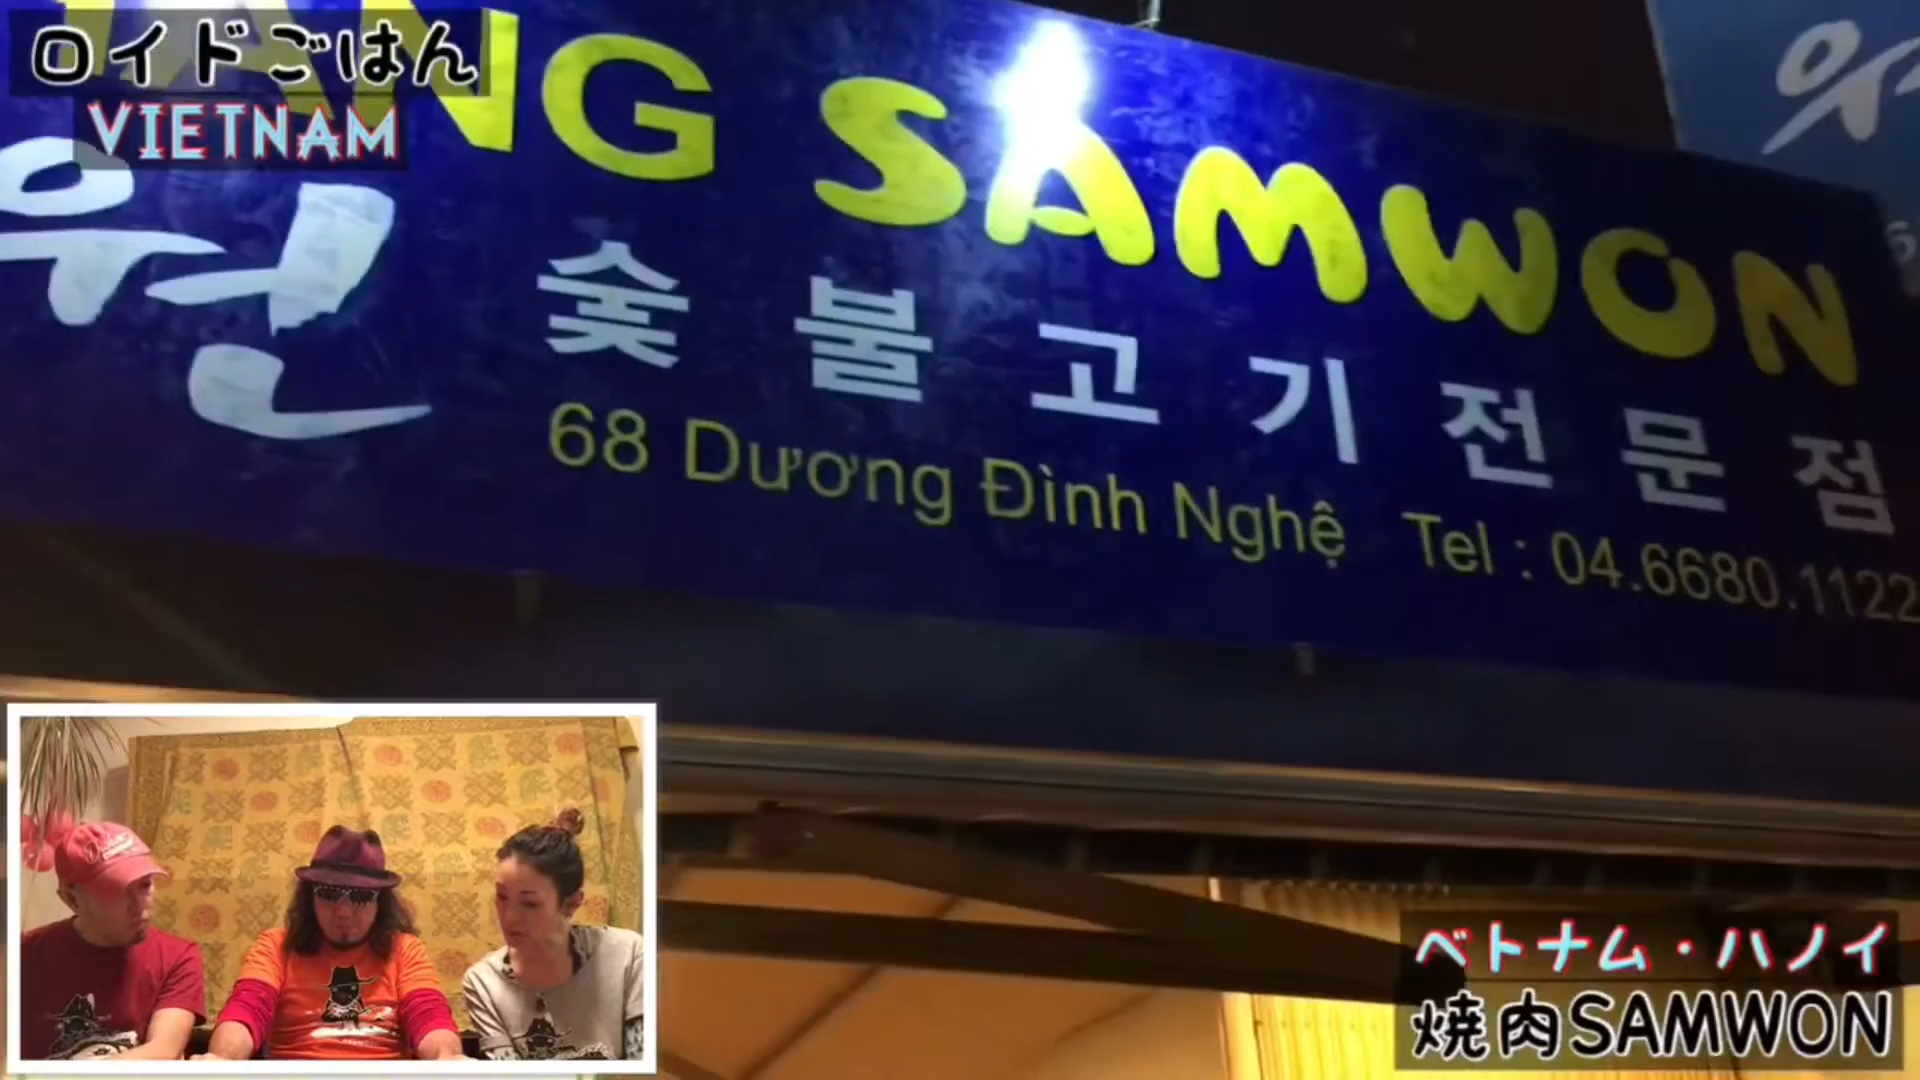 ロイドごはん
VIETNAM
ANG SAMWON
원
숯불고기전문점
68 Dương Đình Nghệ Tel : 04.6680.1122
ベトナム・ハノイ
焼肉SAMWON